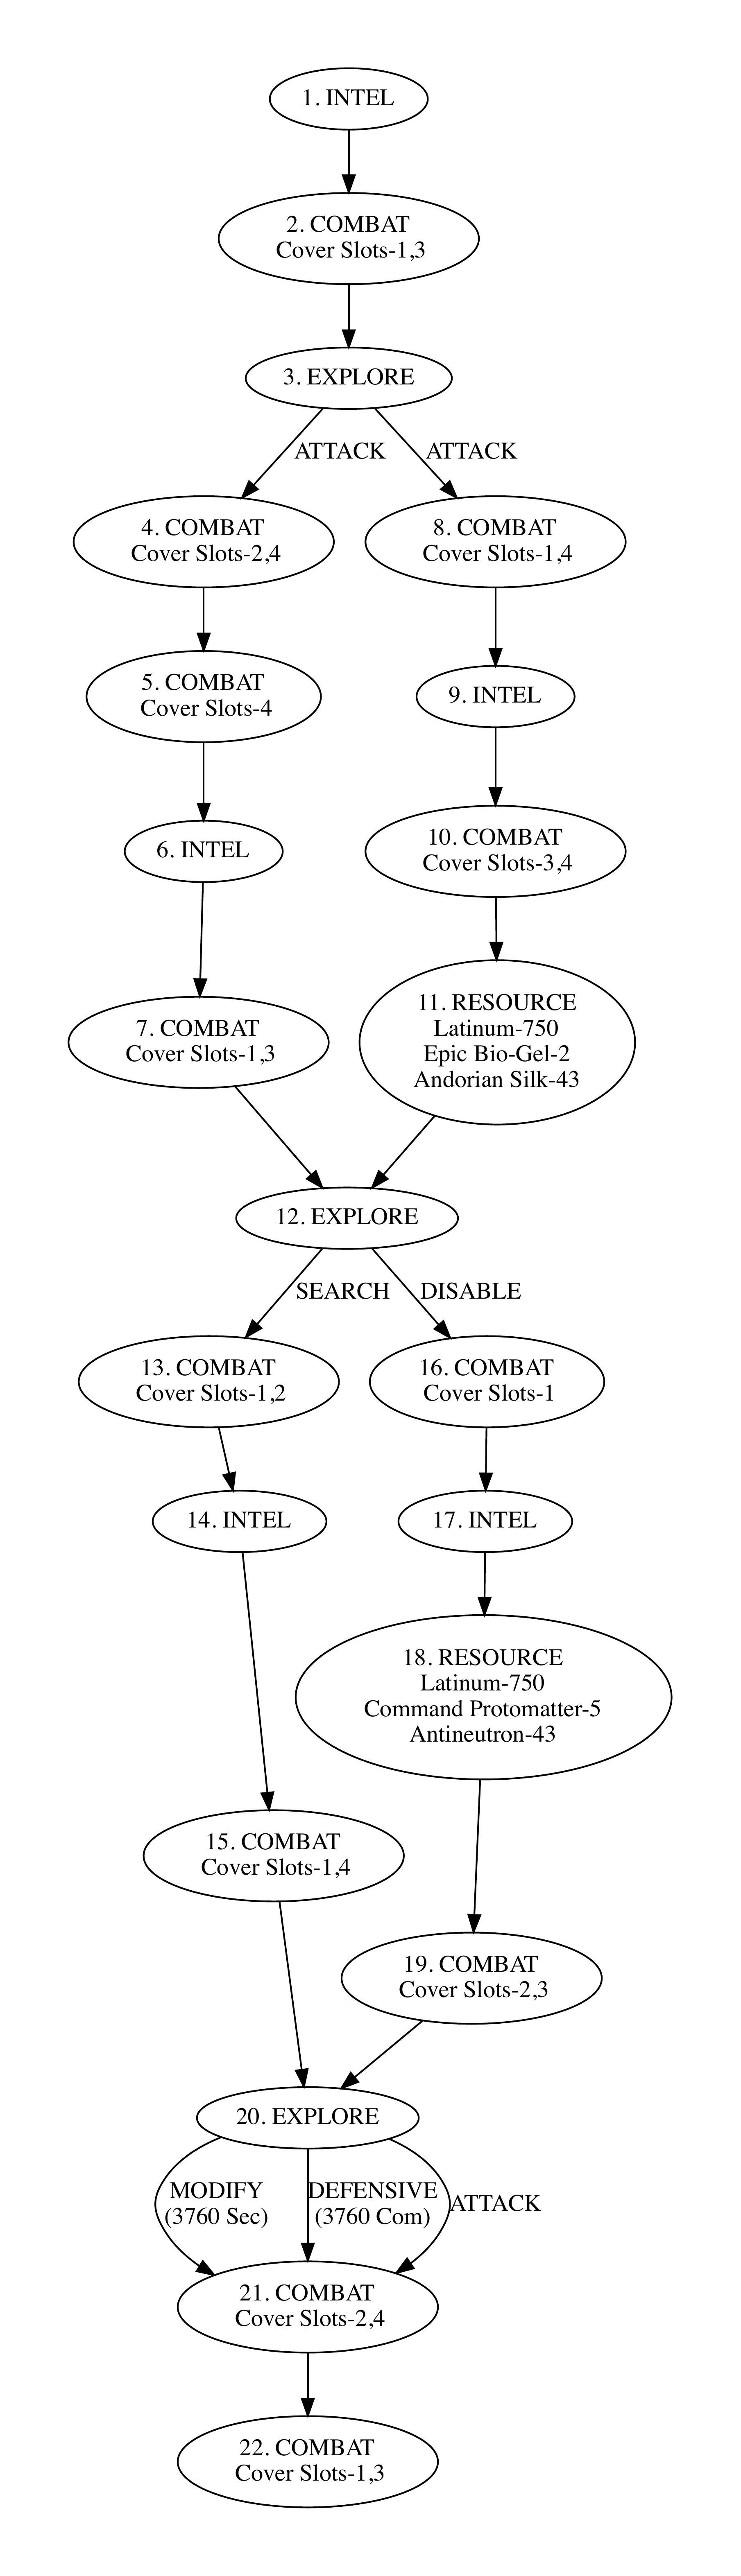 1. INTEL
2. COMBAT
Cover Slots-1,3
3. EXPLORE
ATTACK
ATTACK
4. COMBAT
Cover Slots-2,4
8. COMBAT
Cover Slots-1,4
5. COMBAT
Cover Slots-4
9. INTEL
6. INTEL
10. COMBAT
Cover Slots-3,4
7. COMBAT
Cover Slots-1,3
11. RESOURCE
Latinum-750
Epic Bio-Gel-2
Andorian Silk-43
12. EXPLORE
SEARCH
DISABLE
13. COMBAT
Cover Slots-1,2
16. COMBAT
Cover Slots-1
14. INTEL
17. INTEL
18. RESOURCE
Latinum-750
Command Protomatter-5
Antineutron-43
15. COMBAT
Cover Slots-1,4
19. COMBAT
Cover Slots-2,3
20. EXPLORE
MODIFY
(3760 Sec)
DEFENSIVE
(3760 Com)
ATTACK
21. COMBAT
Cover Slots-2,4
22. COMBAT
Cover Slots-1,3